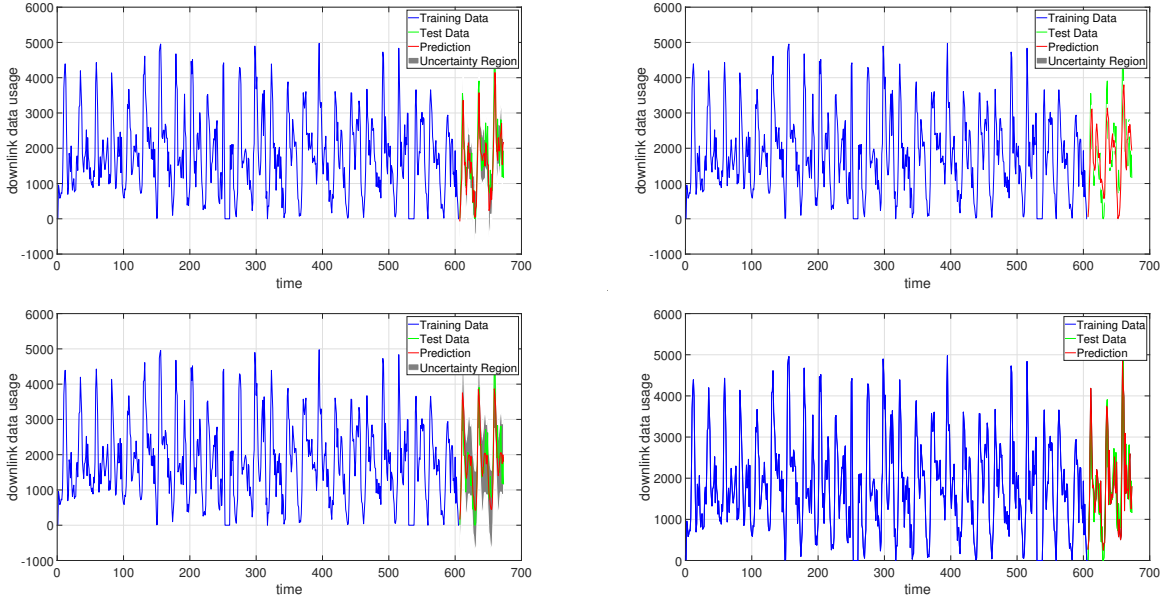 6000
5000
4000
3000
2000
1000
0
-1000
downlink data usage
0 100 200 300 400 500 600 700
time
Training Data
Test Data
Prediction
Uncertainty Region
6000
5000
4000
3000
2000
1000
0
-1000
downlink data usage
0 100 200 300 400 500 600 700
time
Training Data
Test Data
Prediction
Uncertainty Region
6000
5000
4000
3000
2000
1000
0
-1000
downlink data usage
0 100 200 300 400 500 600 700
time
Training Data
Test Data
Prediction
Uncertainty Region
6000
5000
4000
3000
2000
1000
0
downlink data usage
0 100 200 300 400 500 600 700
time
Training Data
Test Data
Prediction